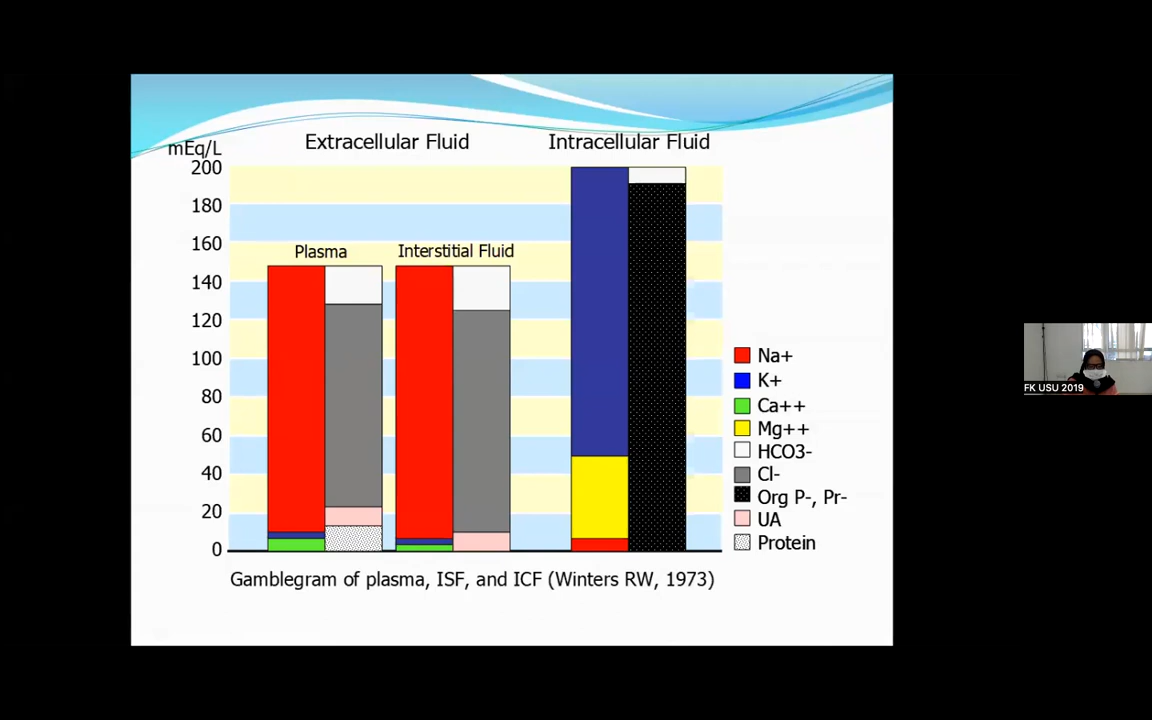 Extracellular Fluid
Intracellular Fluid
mEq/L
200
180
160
140
120
100
80
60
40
20
0
Plasma
Interstitial Fluid
Na+
K+
Ca++
Mg++
HCO3-
Cl-
Org P-, Pr-
UA
Protein
Gamblegram of plasma, ISF, and ICF (Winters RW, 1973)
FK USU 2019